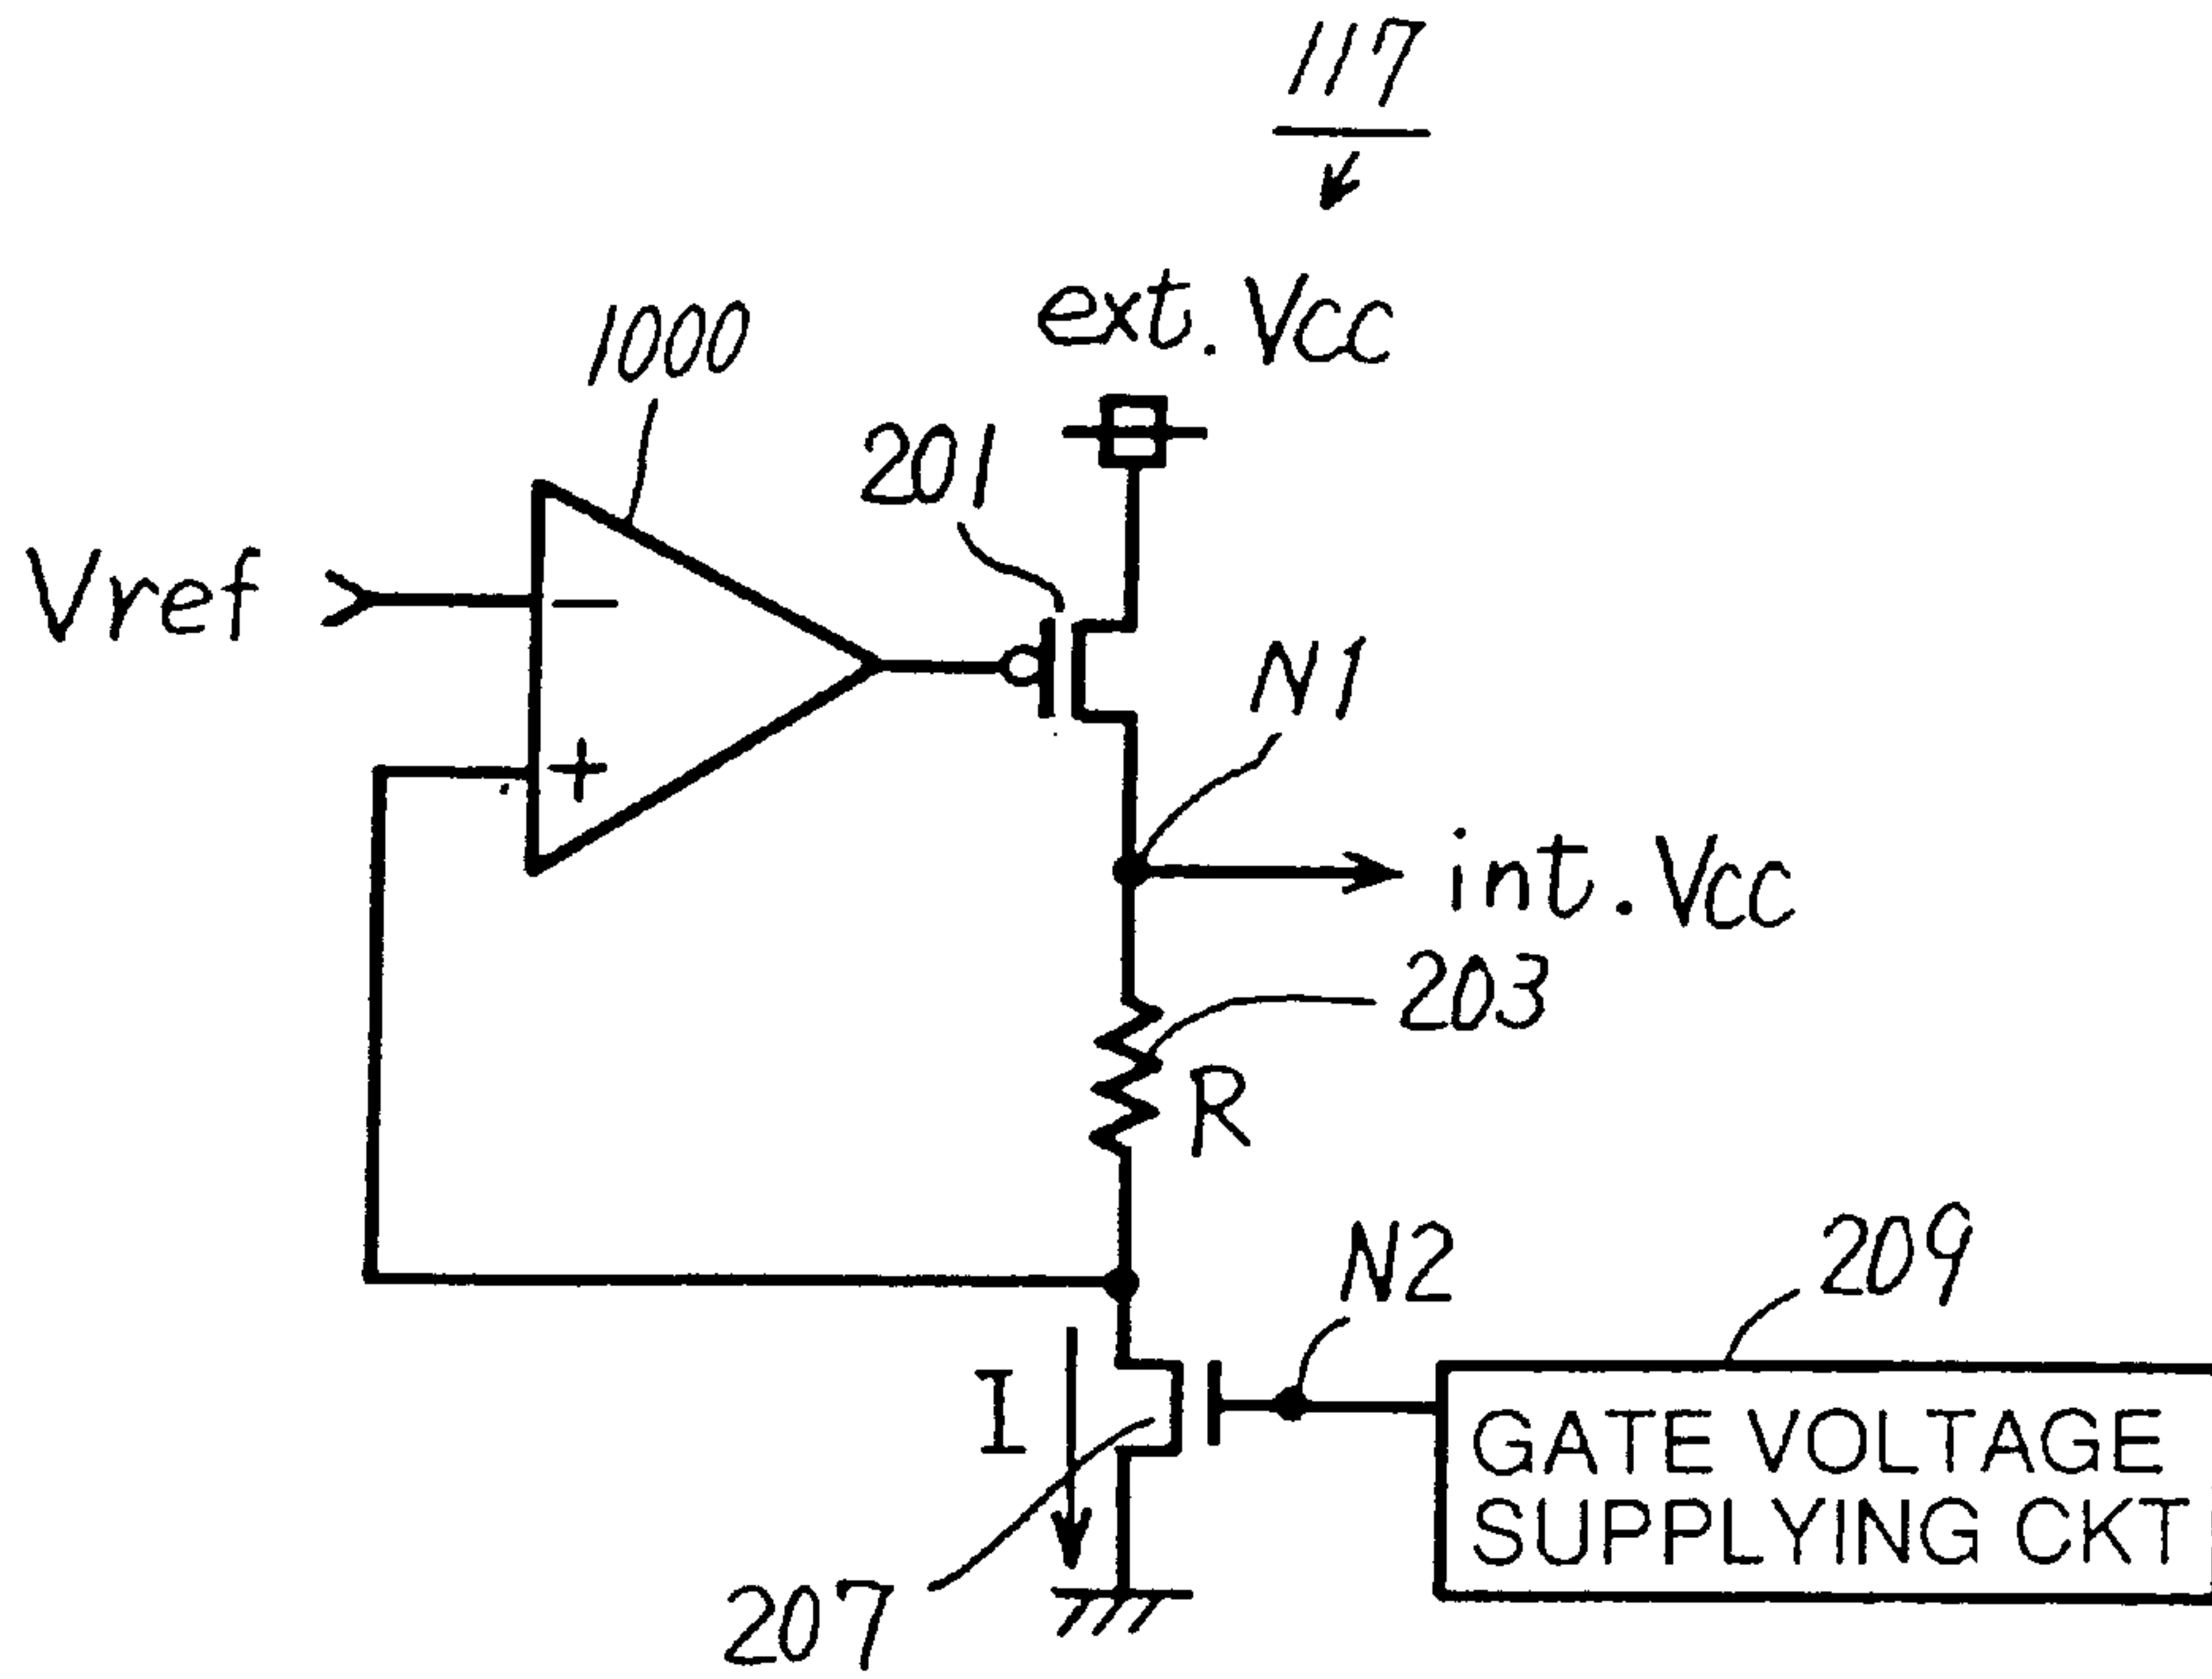 117
ext.Vcc
1000
201
Vref
−
N1
+
int.Vcc
203
R
N2
209
I
GATE VOLTAGE
SUPPLYING CKT
207